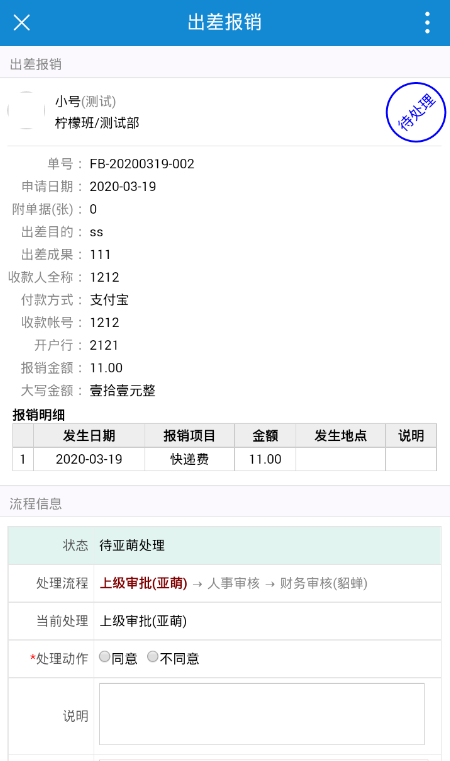 出差报销
出差报销
小号(测试)
柠檬班/测试部
待处理
单号： FB-20200319-002
申请日期： 2020-03-19
附单据(张)： 0
出差目的： ss
出差成果： 111
收款人全称： 1212
付款方式： 支付宝
收款帐号： 1212
开户行： 2121
报销金额： 11.00
大写金额： 壹拾壹元整
报销明细
发生日期 报销项目 金额 发生地点 说明
1 2020-03-19 快递费 11.00
流程信息
状态 待亚萌处理
处理流程 上级审批(亚萌) → 人事审核 → 财务审核(貂蝉)
当前处理 上级审批(亚萌)
*处理动作 同意 不同意
说明